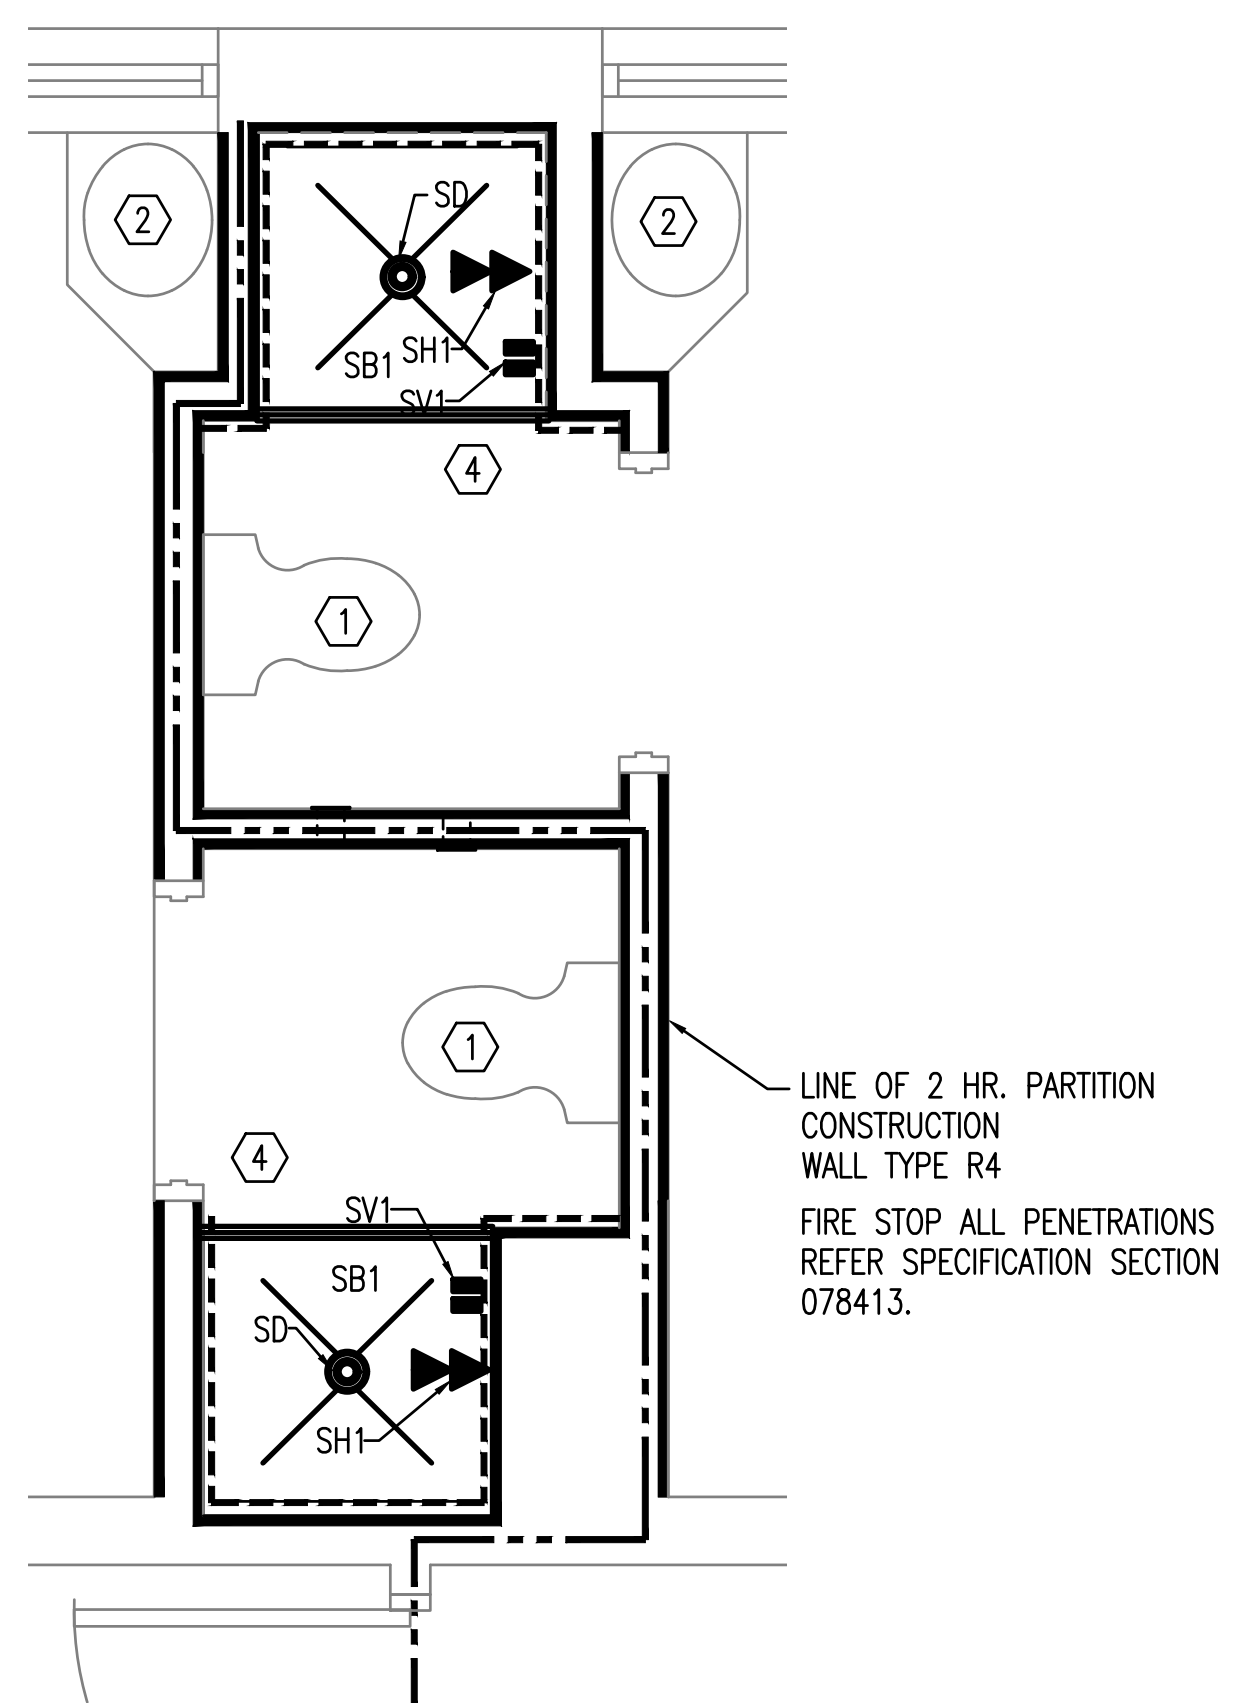 SD
2
2
SH1
SB1
SV1
4
1
1
LINE OF 2 HR. PARTITION
CONSTRUCTION
WALL TYPE R4
FIRE STOP ALL PENETRATIONS
REFER SPECIFICATION SECTION
078413.
4
SV1
SB1
SD
SH1